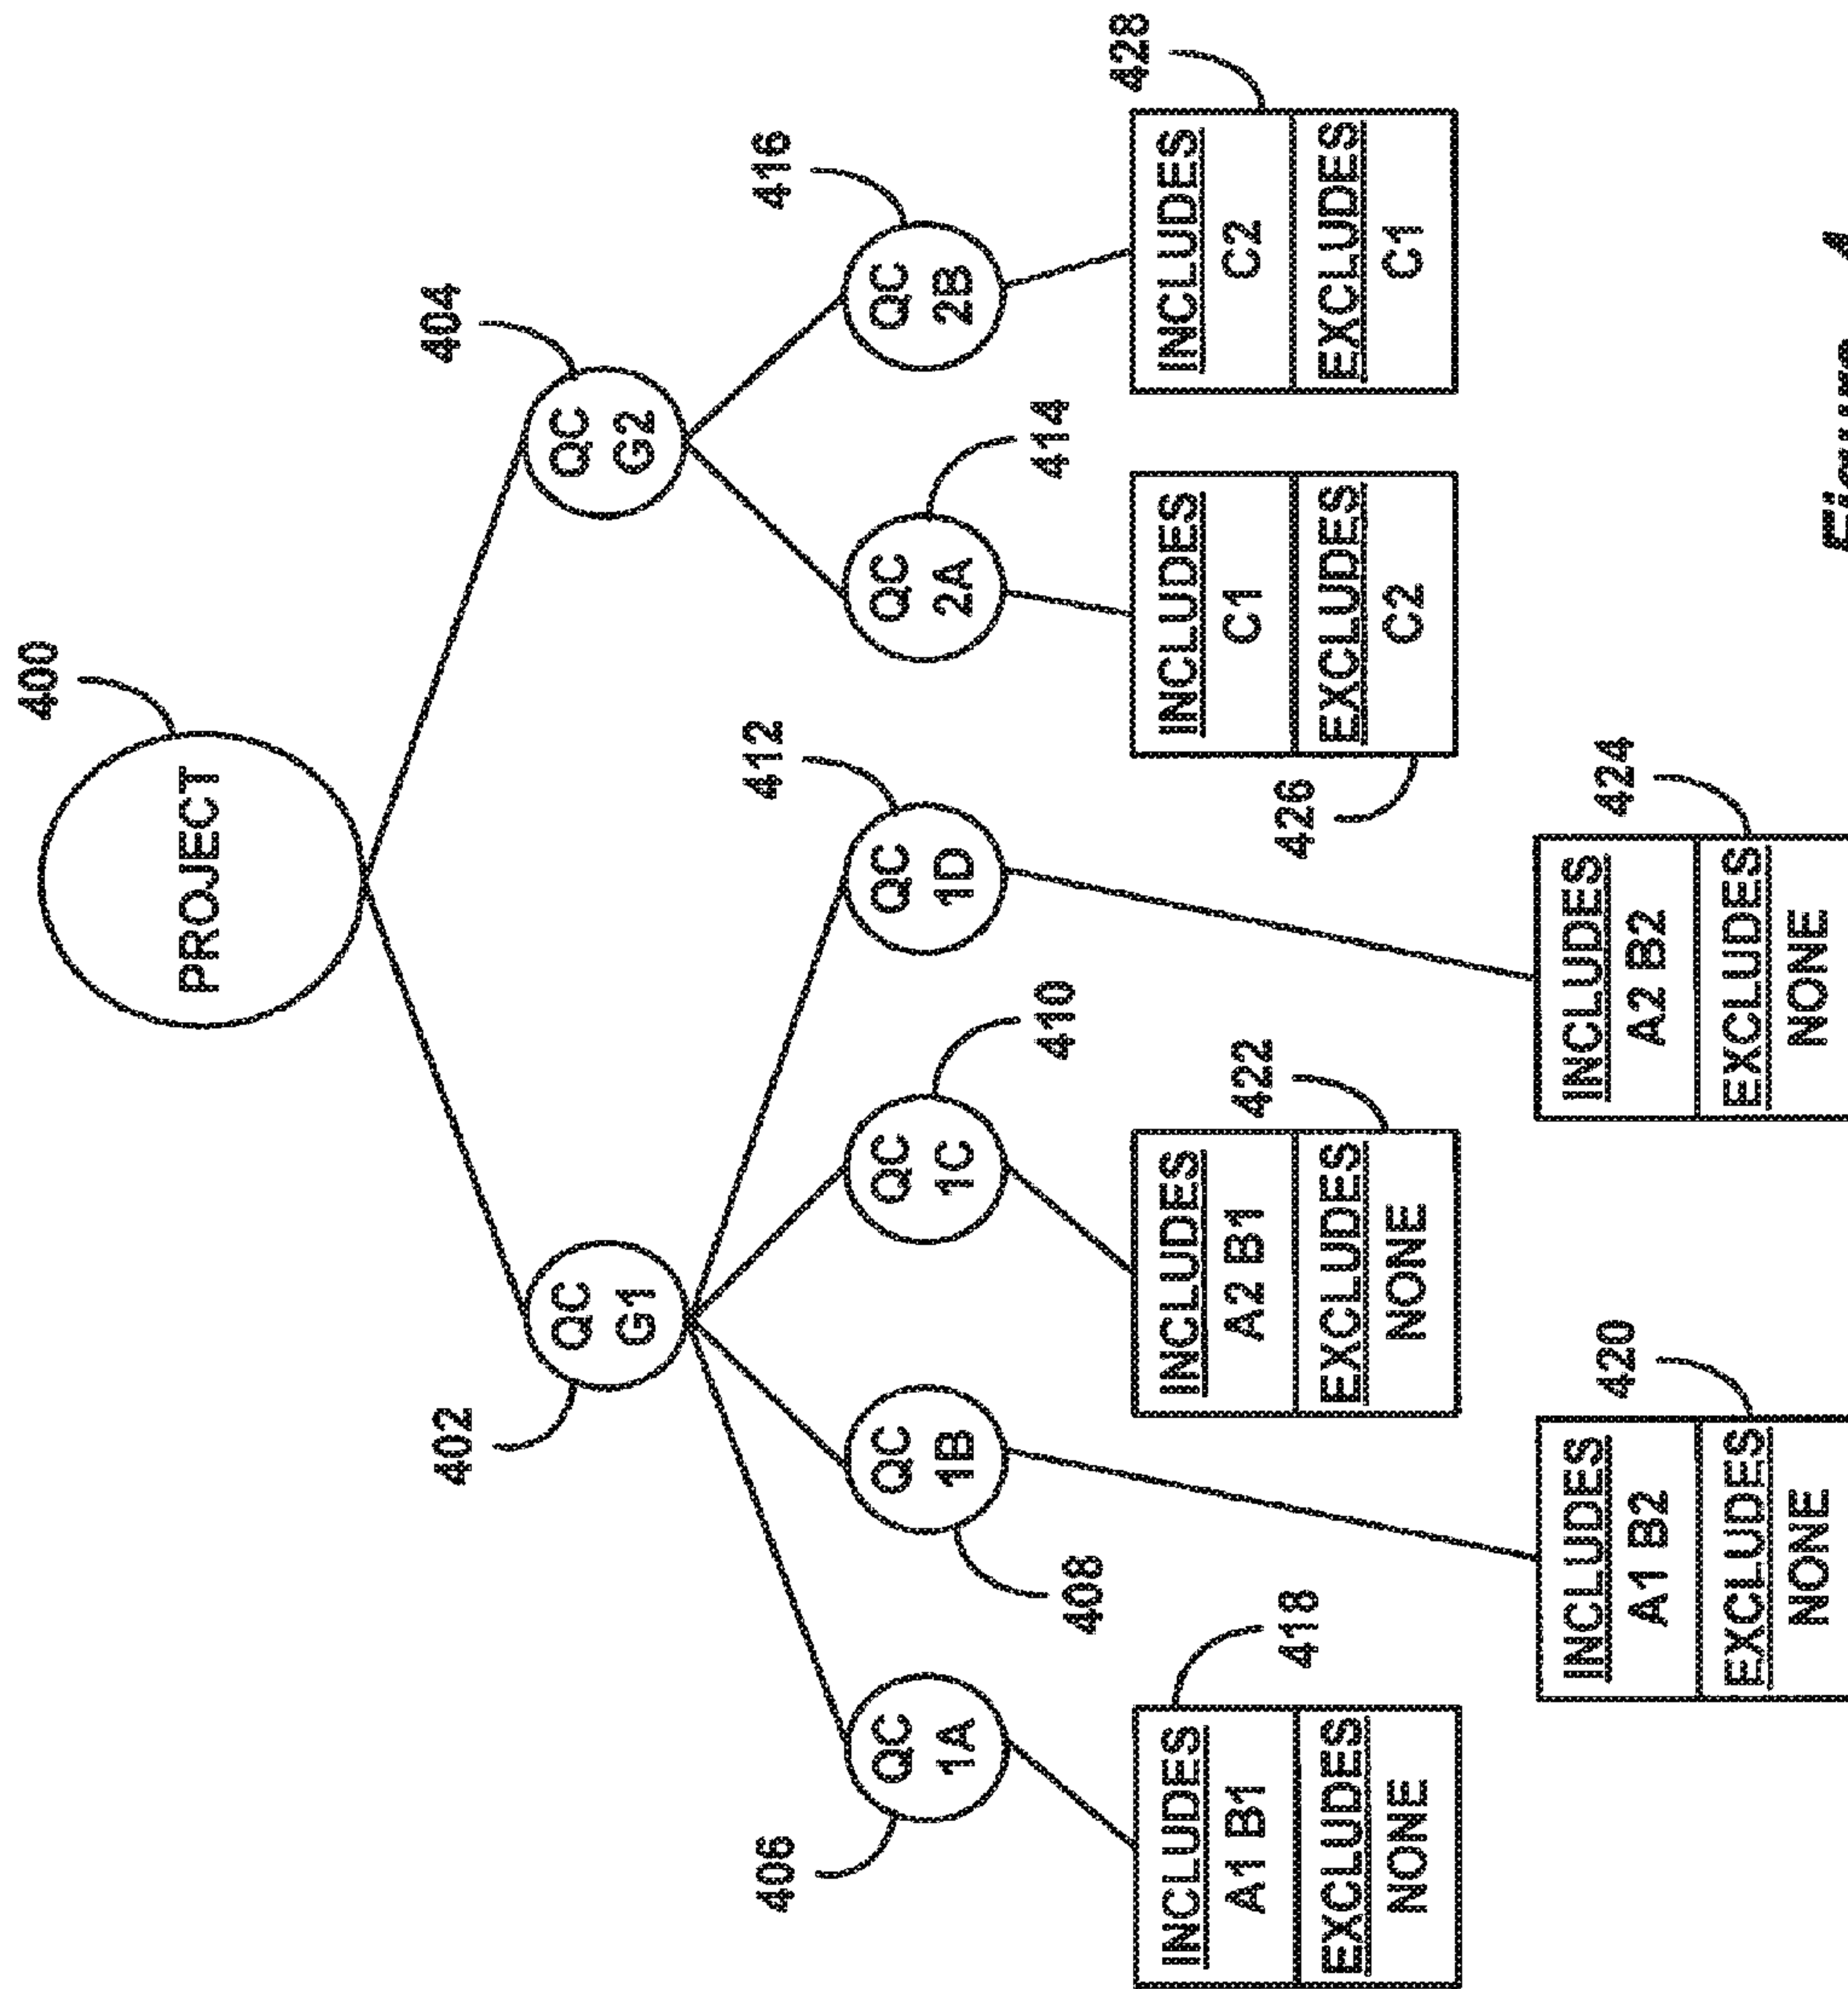 400
PROJECT
402
QC
G1
404
QC
G2
406
QC
1A
408
QC
1B
QC
1C
410
412
QC
1D
QC
2A
414
416
QC
2B
418
INCLUDES
A1 B1
EXCLUDES
NONE
INCLUDES
A2 B1
EXCLUDES
NONE
422
INCLUDES
C1
EXCLUDES
C2
426
428
INCLUDES
C2
EXCLUDES
C1
420
INCLUDES
A1 B2
EXCLUDES
NONE
424
INCLUDES
A2 B2
EXCLUDES
NONE